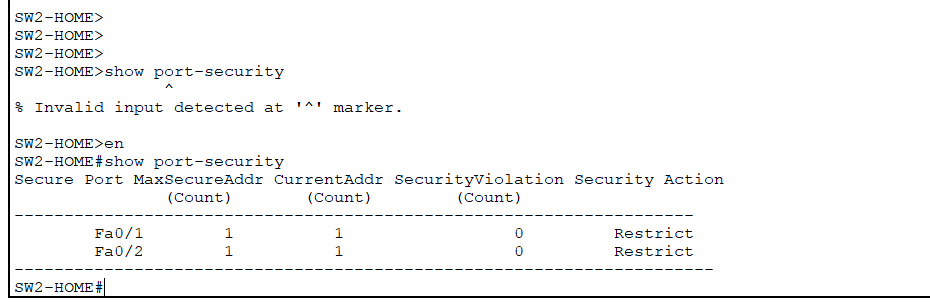 SW2-HOME>
SW2-HOME>
SW2-HOME>
SW2-HOME>show port-security
               ^
% Invalid input detected at '^' marker.

SW2-HOME>en
SW2-HOME#show port-security
Secure Port MaxSecureAddr CurrentAddr SecurityViolation Security Action
               (Count)       (Count)        (Count)
--------------------------------------------------------------------
        Fa0/1        1          1                 0         Restrict
        Fa0/2        1          1                 0         Restrict
----------------------------------------------------------------------
SW2-HOME#